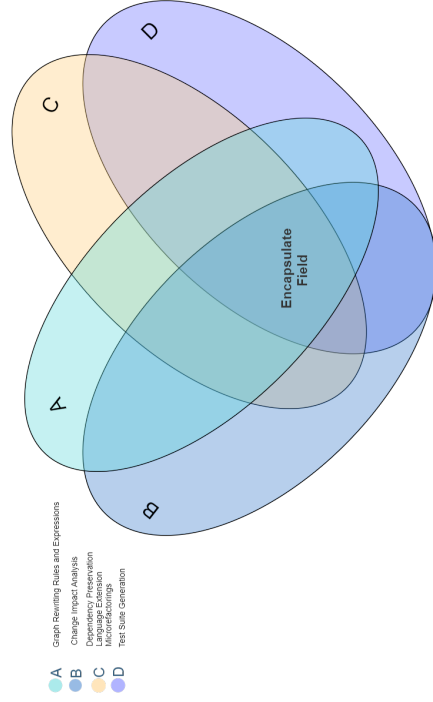 A Graph Rewriting Rules and Expressions
B Change Impact Analysis
Dependency Preservation
C Language Extension
Microrefactorings
D Test Suite Generation
B
A
C
D
Encapsulate
Field